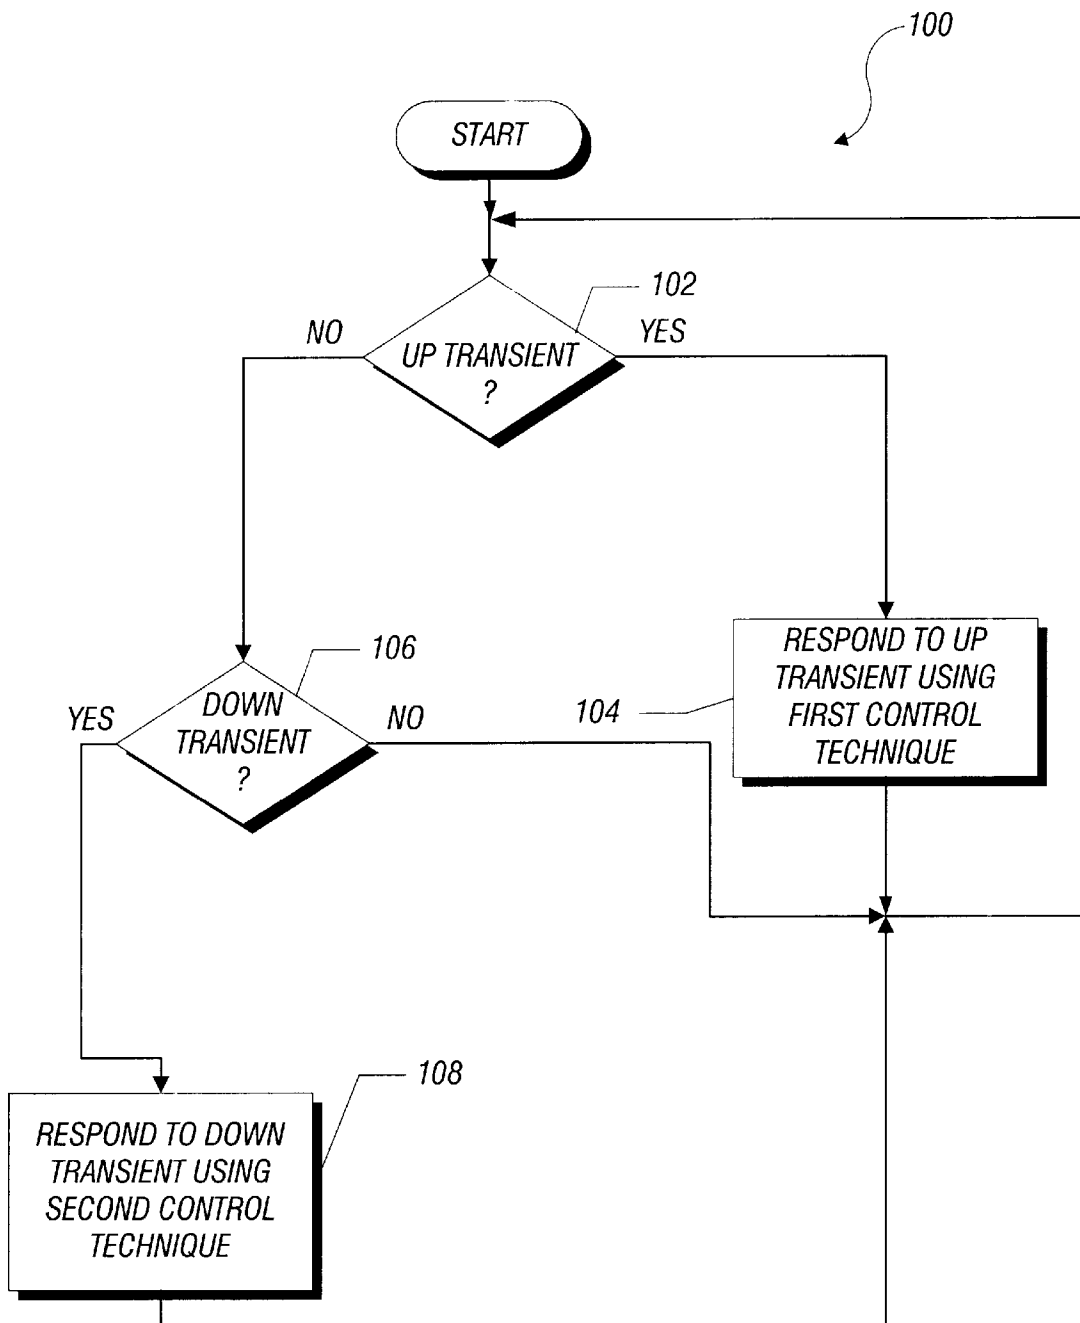 100
START
102
NO
YES
UP TRANSIENT
?
106
YES
DOWN
TRANSIENT
?
NO
104
RESPOND TO UP
TRANSIENT USING
FIRST CONTROL
TECHNIQUE
108
RESPOND TO DOWN
TRANSIENT USING
SECOND CONTROL
TECHNIQUE